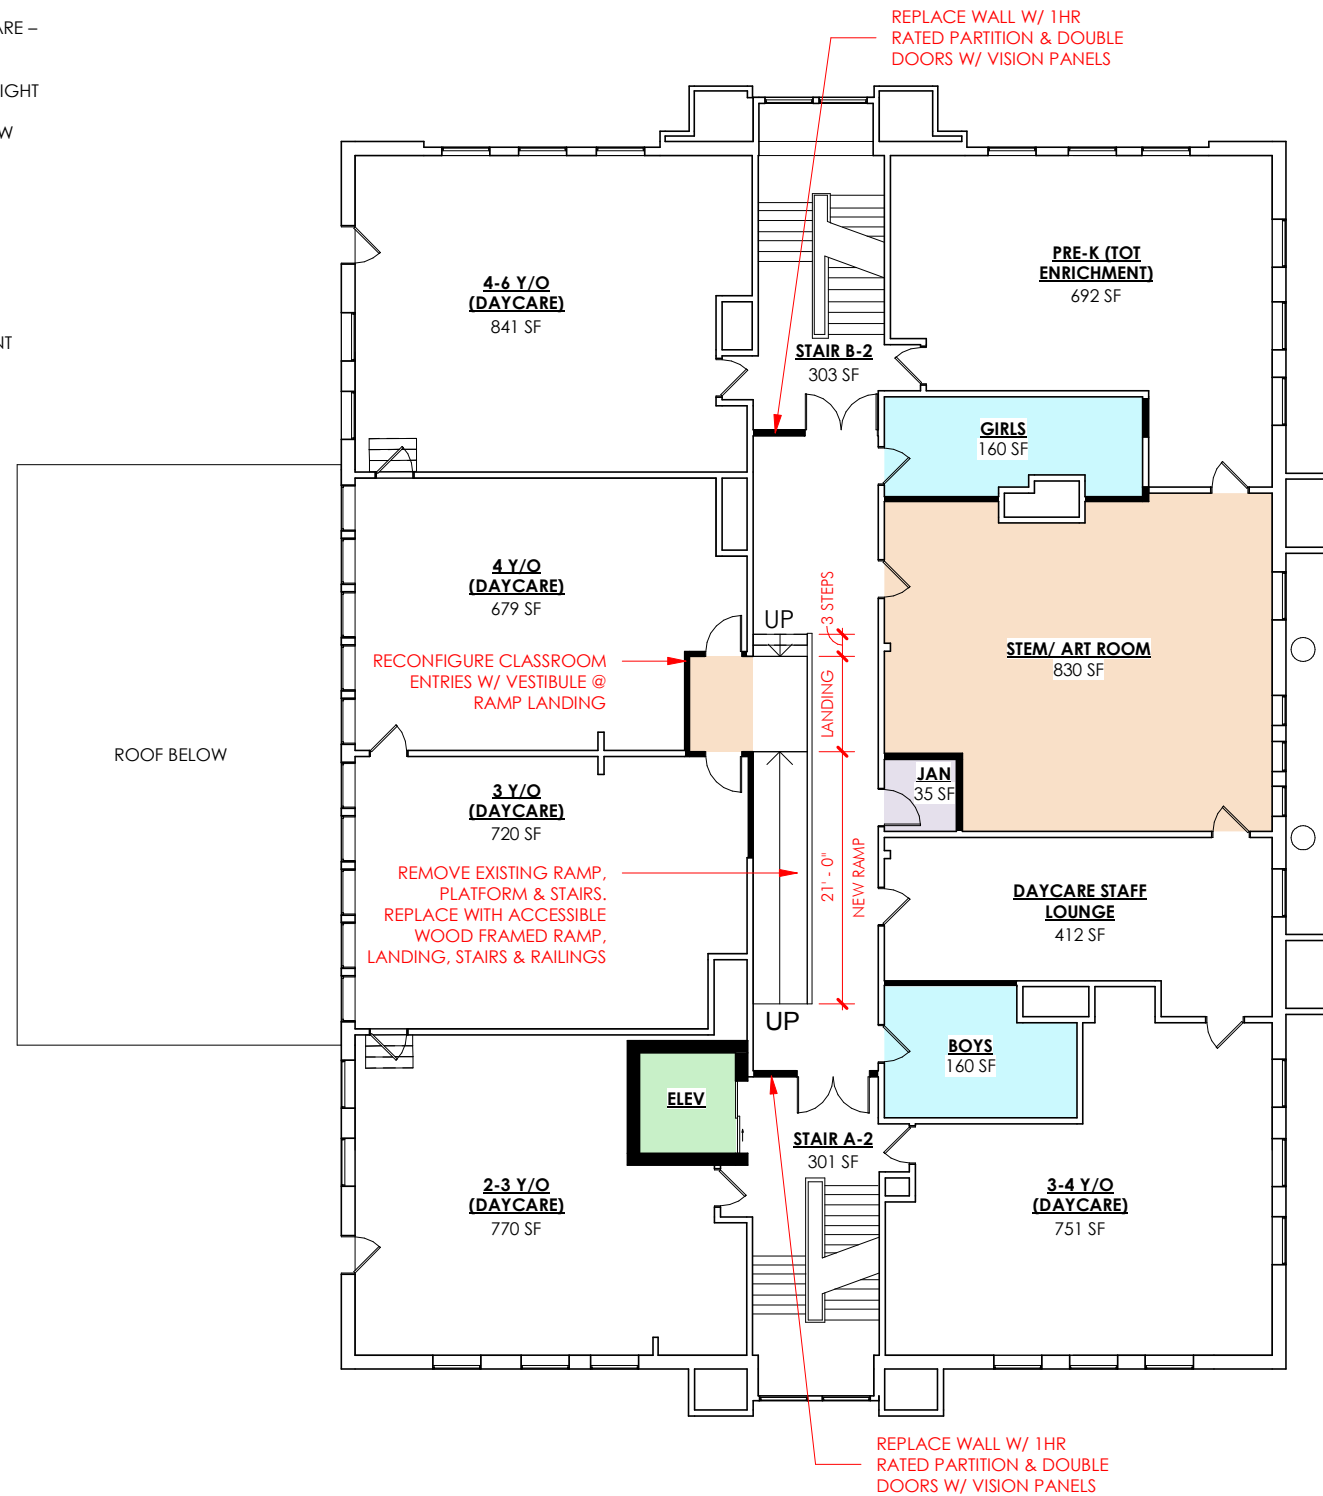 ARE –
IGHT
W
NT
REPLACE WALL W/ 1HR
RATED PARTITION & DOUBLE
DOORS W/ VISION PANELS
4-6 Y/O
(DAYCARE)
841 SF
PRE-K (TOT
ENRICHMENT)
692 SF
STAIR B-2
303 SF
GIRLS
160 SF
4 Y/O
(DAYCARE)
679 SF
UP
3 STEPS
LANDING
21' - 0"
NEW RAMP
STEM/ ART ROOM
830 SF
RECONFIGURE CLASSROOM
ENTRIES W/ VESTIBULE @
RAMP LANDING
ROOF BELOW
JAN
35 SF
3 Y/O
(DAYCARE)
720 SF
REMOVE EXISTING RAMP,
PLATFORM & STAIRS.
REPLACE WITH ACCESSIBLE
WOOD FRAMED RAMP,
LANDING, STAIRS & RAILINGS
DAYCARE STAFF
LOUNGE
412 SF
UP
BOYS
160 SF
ELEV
STAIR A-2
301 SF
2-3 Y/O
(DAYCARE)
770 SF
3-4 Y/O
(DAYCARE)
751 SF
REPLACE WALL W/ 1HR
RATED PARTITION & DOUBLE
DOORS W/ VISION PANELS